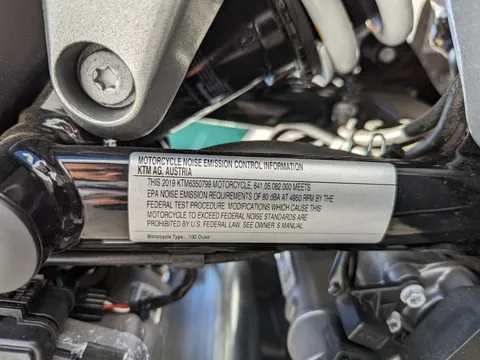 MOTORCYCLE NOISE EMISSION CONTROL INFORMATION
KTM AG. AUSTRIA
THIS 2019 KTM6350799 MOTORCYCLE, 641.05.082.000 MEETS
EPA NOISE EMISSION REQUIREMENTS OF 80 dBA AT 4950 RPM BY THE
FEDERAL TEST PROCEDURE. MODIFICATIONS WHICH CAUSE THIS
MOTORCYCLE TO EXCEED FEDERAL NOISE STANDARDS ARE
PROHIBITED BY U.S. FEDERAL LAW. SEE OWNER´S MANUAL.
Motorcycle Type: 790 Duke